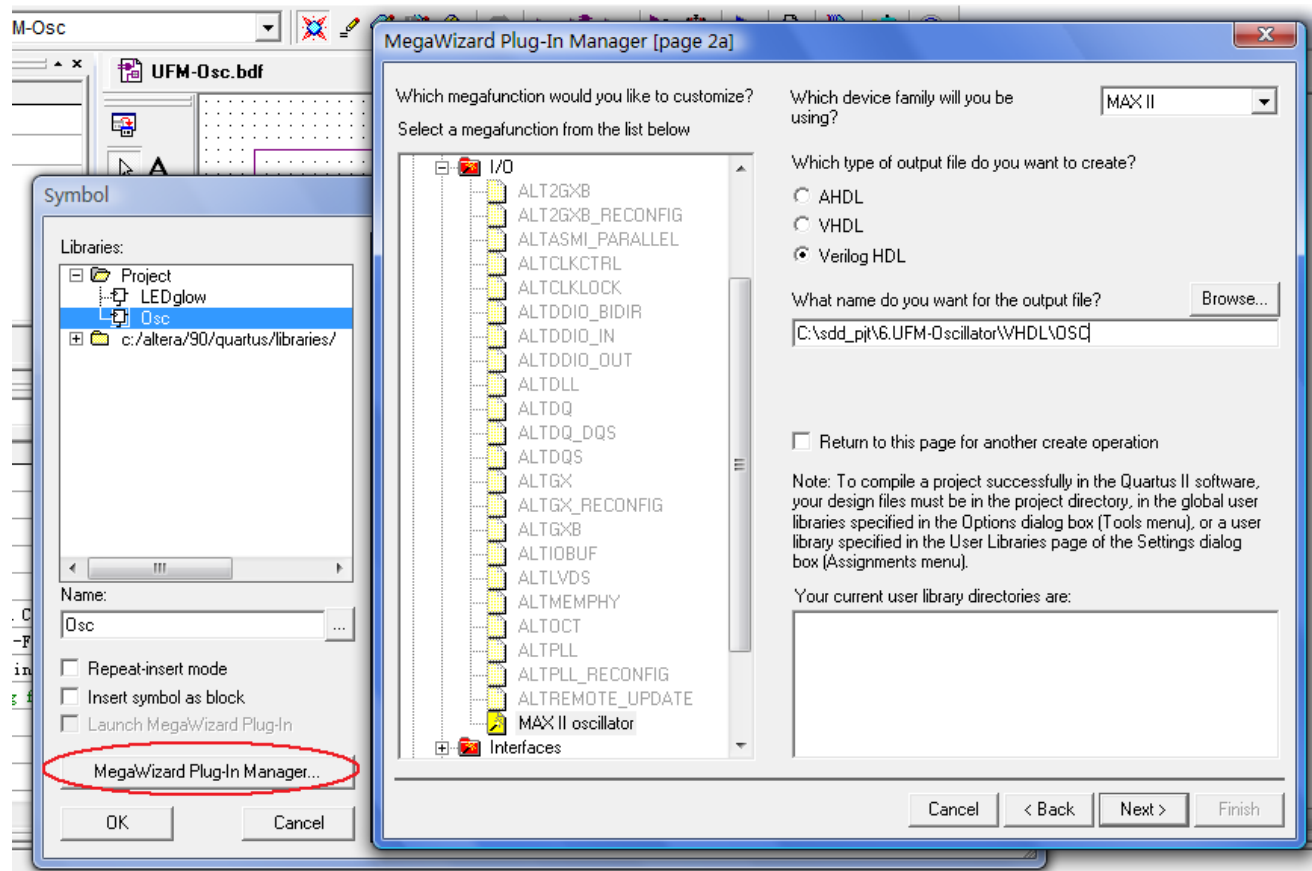 M-Osc
UFM-Osc.bdf
A
Symbol
Libraries:
Project
LEDglow
Osc
c:/altera/90/quartus/libraries/
Name:
Osc
...
Repeat-insert mode
Insert symbol as block
Launch MegaWizard Plug-In
MegaWizard Plug-In Manager...
OK
Cancel
MegaWizard Plug-In Manager [page 2a]
Which megafunction would you like to customize?
Select a megafunction from the list below
I/O
ALT2GXB
ALT2GXB_RECONFIG
ALTASMI_PARALLEL
ALTCLKCTRL
ALTCLKLOCK
ALTDDIO_BIDIR
ALTDDIO_IN
ALTDDIO_OUT
ALTDLL
ALTDQ
ALTDQ_DQS
ALTDQS
ALTGX
ALTGX_RECONFIG
ALTGXB
ALTIOBUF
ALTLVDS
ALTMEMPHY
ALTOCT
ALTPLL
ALTPLL_RECONFIG
ALTREMOTE_UPDATE
MAX II oscillator
Interfaces
Which device family will you be
using?
MAX II
Which type of output file do you want to create?
AHDL
VHDL
Verilog HDL
What name do you want for the output file?
Browse...
C:\sdd_pjt\6.UFM-Oscillator\VHDL\OSC
Return to this page for another create operation
Note: To compile a project successfully in the Quartus II software,
your design files must be in the project directory, in the global user
libraries specified in the Options dialog box (Tools menu), or a user
library specified in the User Libraries page of the Settings dialog
box (Assignments menu).
Your current user library directories are:
Cancel
< Back
Next >
Finish